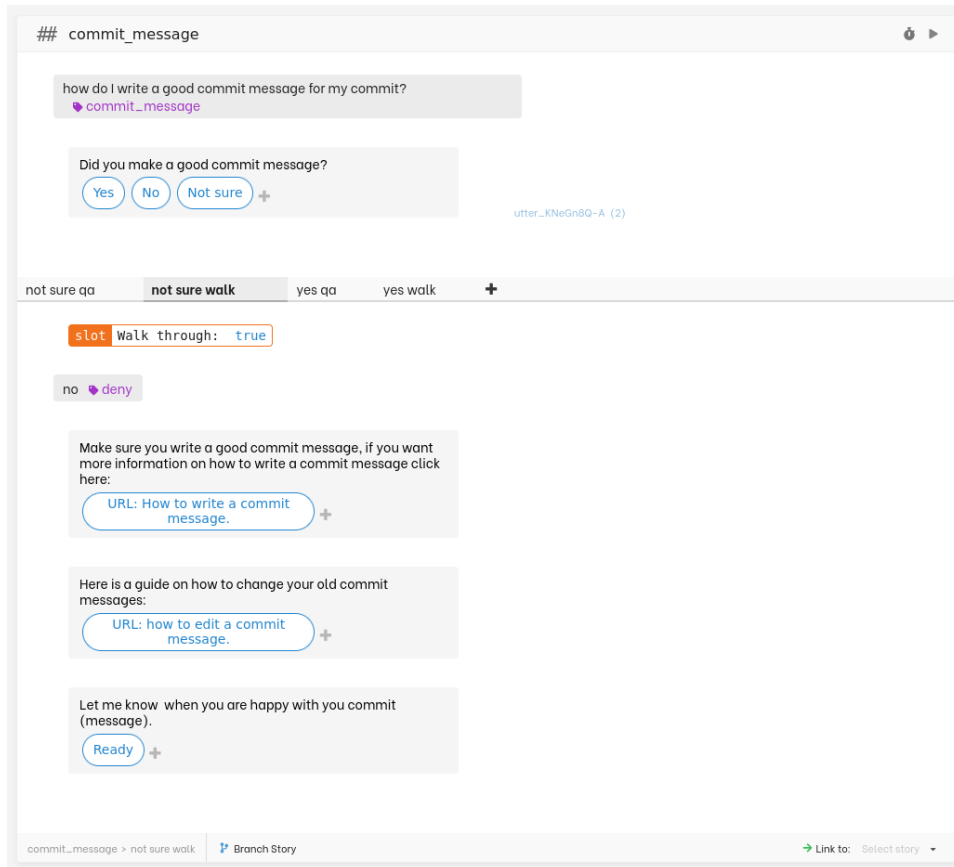 ## commit_message
how do I write a good commit message for my commit?
commit_message
Did you make a good commit message?
Yes No Not sure
utter_KNeGn8Q-A (2)
not sure qa not sure walk yes qa yes walk
slot Walk through: true
no deny
Make sure you write a good commit message, if you want
more information on how to write a commit message click
here:
URL: How to write a commit
message.
Here is a guide on how to change your old commit
messages:
URL: how to edit a commit
message.
Let me know when you are happy with you commit
(message).
Ready
commit_message > not sure walk Branch Story Link to: Select story